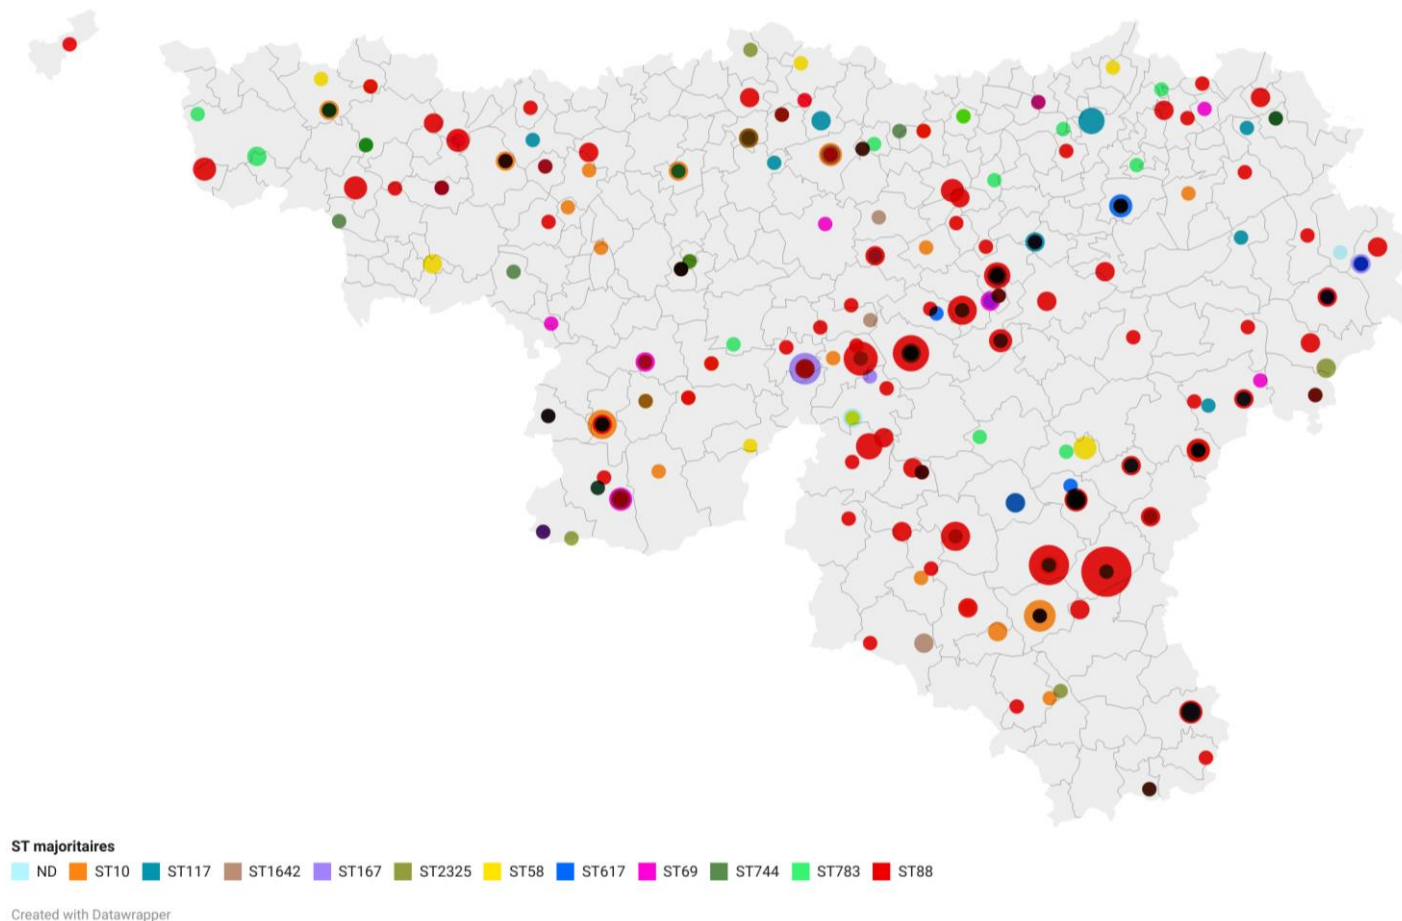 ST majoritaires
ND ST10 ST117 ST1642 ST167 ST2325 ST58 ST617 ST69 ST744 ST783 ST88
Created with Datawrapper